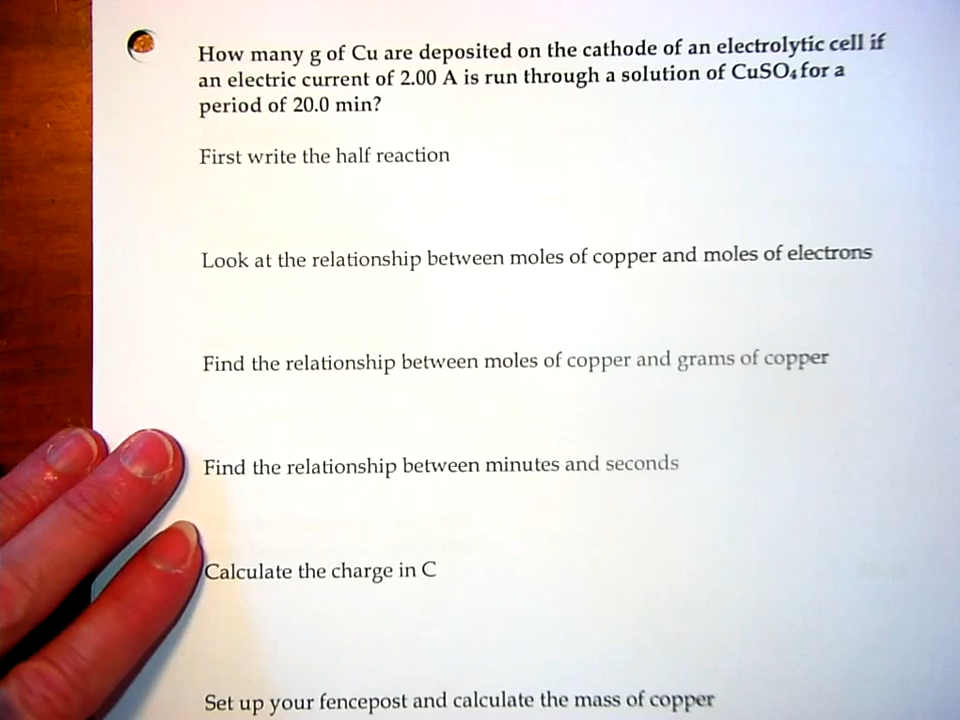 How many g of Cu are deposited on the cathode of an electrolytic cell if
an electric current of 2.00 A is run through a solution of CuSO₄ for a
period of 20.0 min?
First write the half reaction
Look at the relationship between moles of copper and moles of electrons
Find the relationship between moles of copper and grams of copper
Find the relationship between minutes and seconds
Calculate the charge in C
Set up your fencepost and calculate the mass of copper